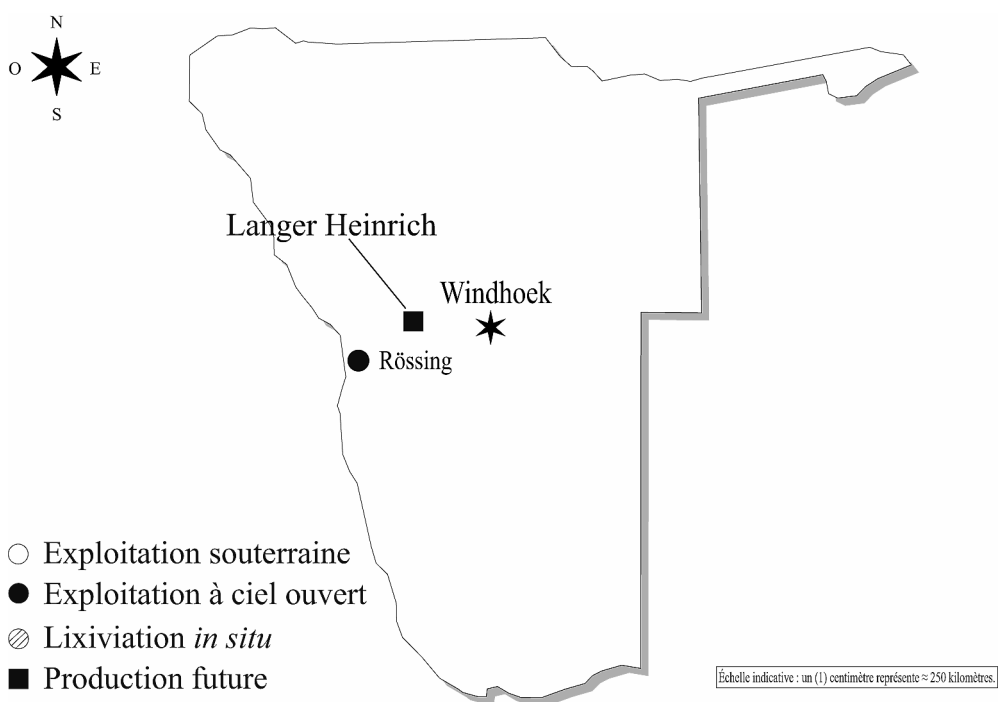 N
O E
S
Langer Heinrich
Windhoek
Rössing
Exploitation souterraine
Exploitation à ciel ouvert
Lixiviation in situ
Production future
Échelle indicative : un (1) centimètre représente ≈ 250 kilomètres.